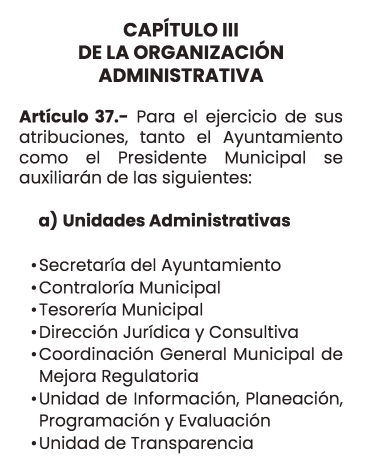 CAPÍTULO III
DE LA ORGANIZACIÓN
ADMINISTRATIVA
Artículo 37.- Para el ejercicio de sus
atribuciones, tanto el Ayuntamiento
como el Presidente Municipal se
auxiliarán de las siguientes:
a) Unidades Administrativas
•Secretaría del Ayuntamiento
•Contraloría Municipal
•Tesorería Municipal
•Dirección Jurídica y Consultiva
•Coordinación General Municipal de
Mejora Regulatoria
•Unidad de Información, Planeación,
Programación y Evaluación
•Unidad de Transparencia